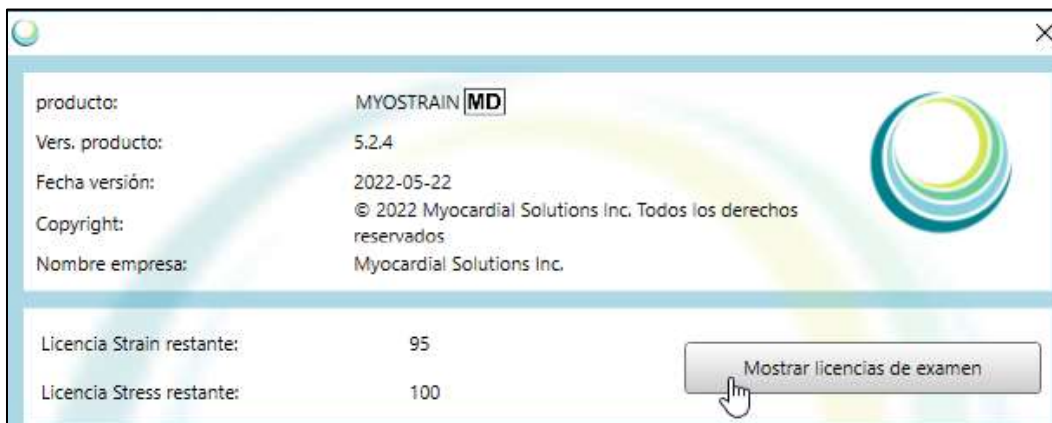 producto: MYOSTRAIN MD
Vers. producto: 5.2.4
Fecha versión: 2022-05-22
Copyright: © 2022 Myocardial Solutions Inc. Todos los derechos
reservados
Nombre empresa: Myocardial Solutions Inc.
Licencia Strain restante: 95
Mostrar licencias de examen
Licencia Stress restante: 100